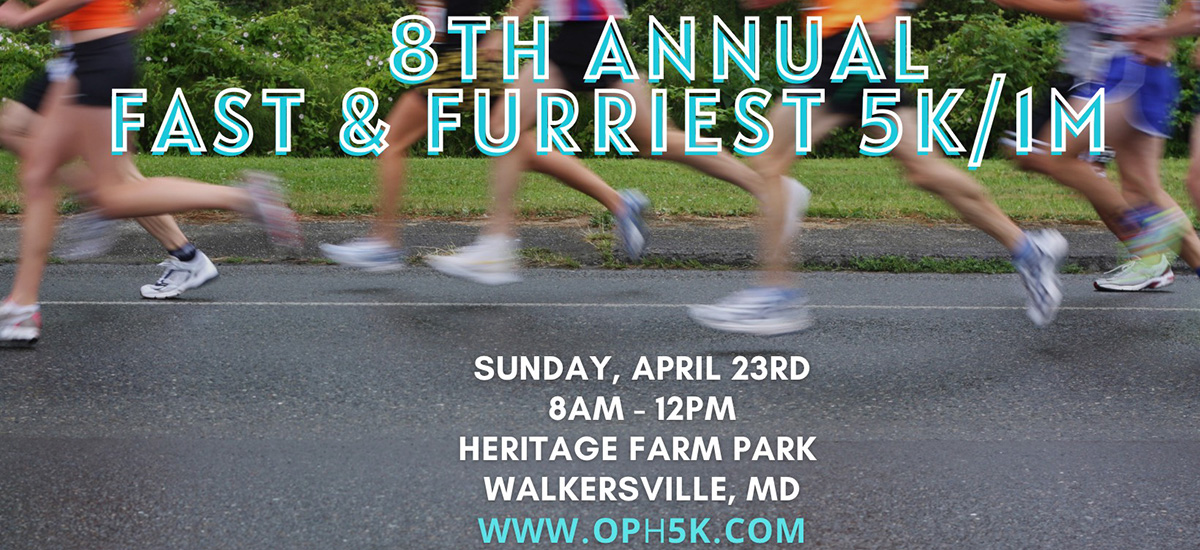 8TH ANNUAL
FAST & FURRIEST 5K/1M
SUNDAY, APRIL 23RD
8AM - 12PM
HERITAGE FARM PARK
WALKERSVILLE, MD
WWW.OPH5K.COM